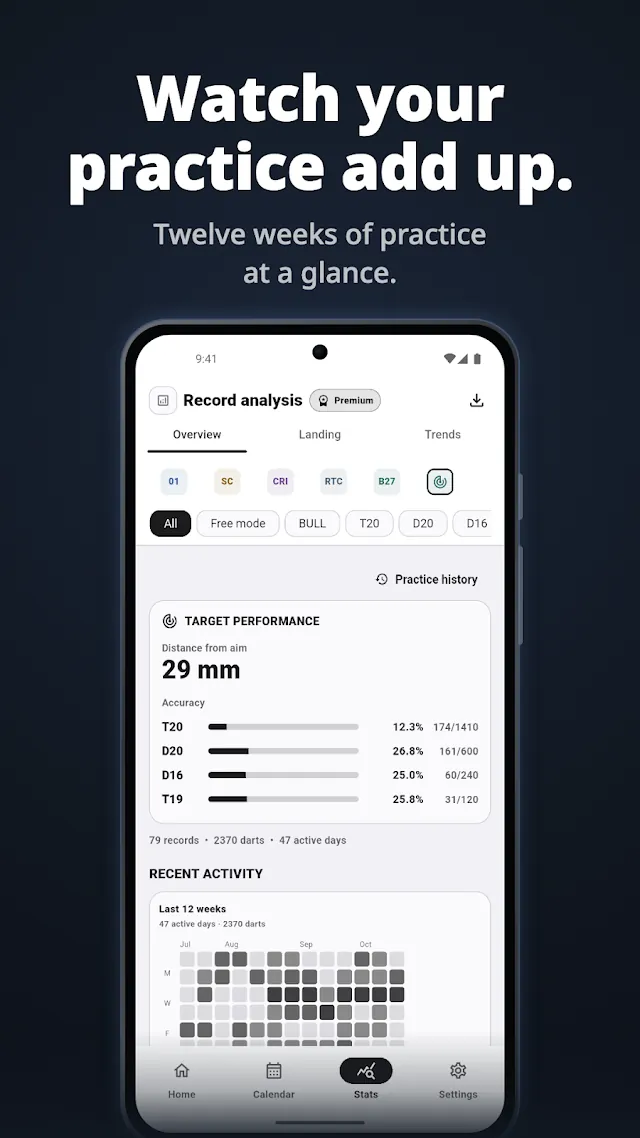 Watch your
practice add up.
Twelve weeks of practice
at a glance.
9:41
Record analysis Premium
Overview Landing Trends
01 SC CRI RTC B27
All Free mode BULL T20 D20 D16
Practice history
TARGET PERFORMANCE
Distance from aim
29 mm
Accuracy
T20 12.3% 174/1410
D20 26.8% 161/600
D16 25.0% 60/240
T19 25.8% 31/120
79 records • 2370 darts • 47 active days
RECENT ACTIVITY
Last 12 weeks
47 active days · 2370 darts
Jul Aug Sep Oct
M
W
F
Home Calendar Stats Settings